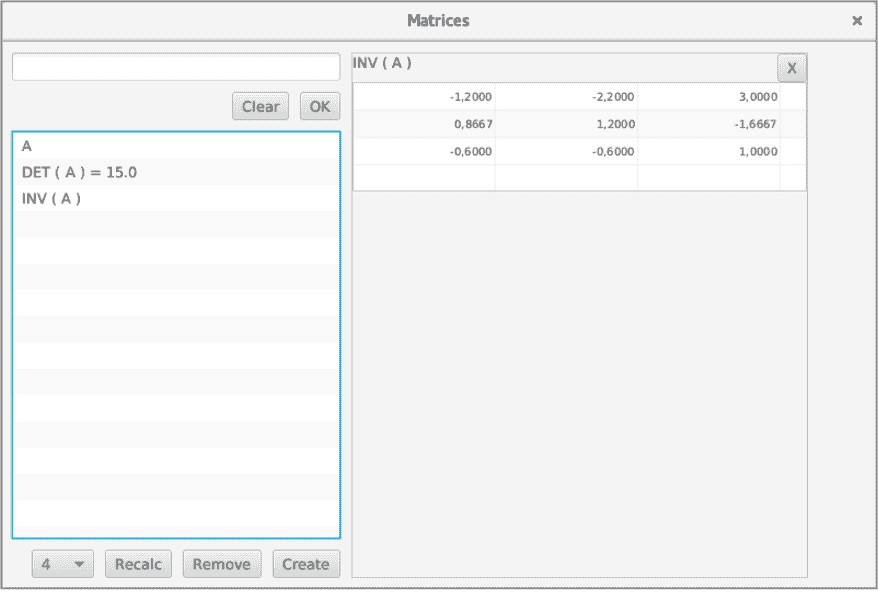 Matrices
Clear OK
A
DET ( A ) = 15.0
INV ( A )
4 Recalc Remove Create
INV ( A ) X
-1,2000 -2,2000 3,0000
0,8667 1,2000 -1,6667
-0,6000 -0,6000 1,0000